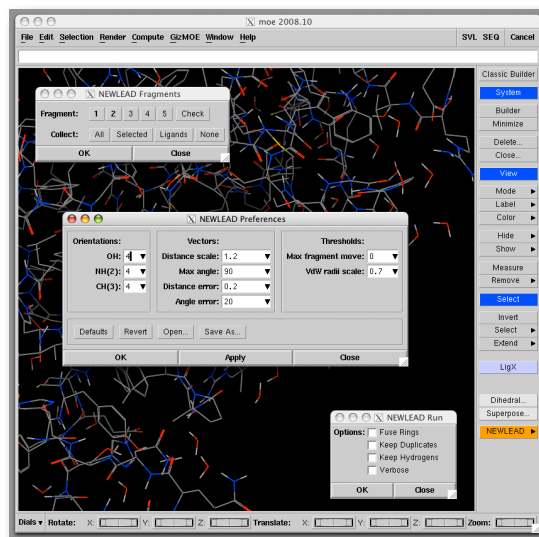 moe 2008.10
File Edit Selection Render Compute GizMOE Window Help SVL SEQ Cancel
Classic Builder
System
Builder
Minimize
Delete...
Close...
View
Mode
Label
Color
Hide
Show
Measure
Remove
Select
Invert
Select
Extend
LigX
Dihedral...
Superpose...
NEWLEAD
NEWLEAD Fragments
Fragment: 1 2 3 4 5 Check
Collect: All Selected Ligands None
OK Close
NEWLEAD Preferences
Orientations: Vectors: Thresholds:
OH: 4 Distance scale: 1.2 Max fragment move: 0
NH(2): 4 Max angle: 90 VdW radii scale: 0.7
CH(3): 4 Distance error: 0.2
Angle error: 20
Defaults Revert Open... Save As...
OK Apply Close
NEWLEAD Run
Options: Fuse Rings
Keep Duplicates
Keep Hydrogens
Verbose
OK Close
Dials Rotate: X: Y: Z: Translate: X: Y: Z: Zoom: